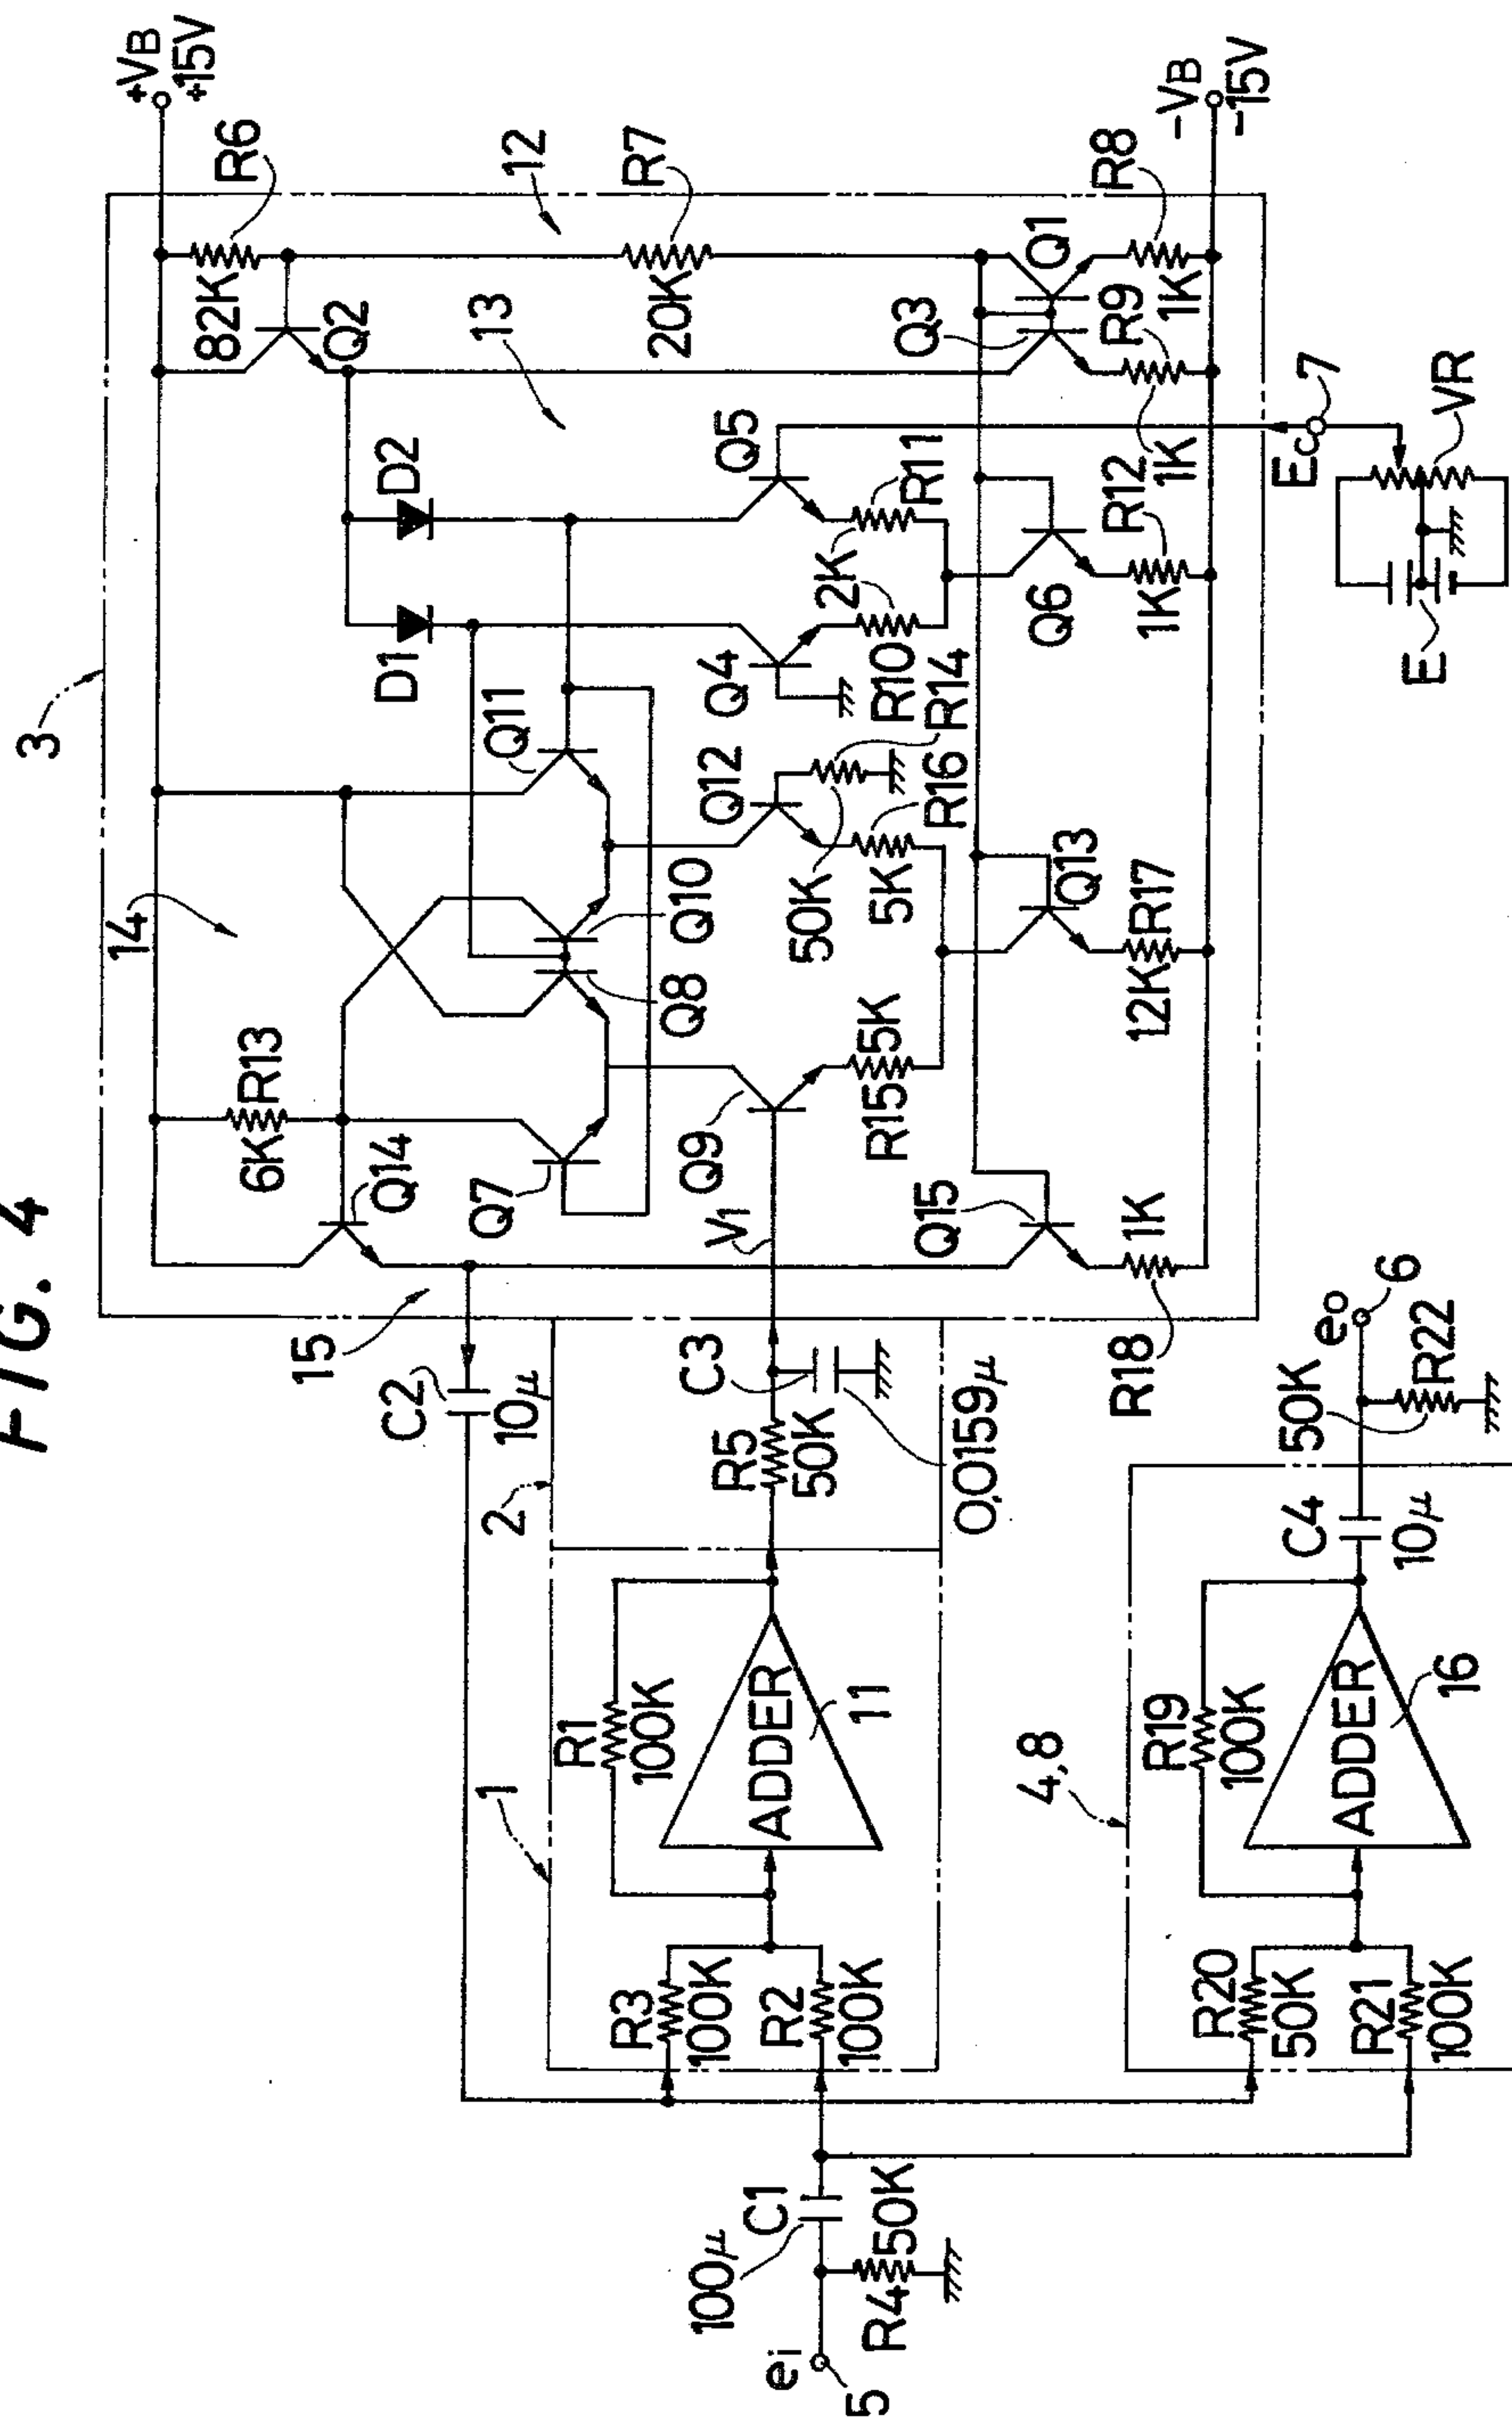 FIG. 4
3
+VB
+15V
R6
82K
Q2
12
R7
20K
13
D2
D1
Q11
14
R13
6K
Q14
Q10
Q8
Q7
15
Q5
R11
2K
R10
Q4
R14
Q12
R16
50K
5K
Q9
R15
5K
V1
Q3
Q1
R8
1K
R9
1K
-VB
-15V
R12
1K
Q6
Q13
R17
12K
Q15
1K
R18
Ec
7
VR
E
C2
10μ
2
R5
50K
C3
0,0159μ
1
R1
100K
ADDER
11
R3
100K
R2
100K
100μ
C1
ei
5
R4
50K
4,8
R19
100K
ADDER
16
R20
50K
R21
100K
C4
10μ
50K
R22
eo
6